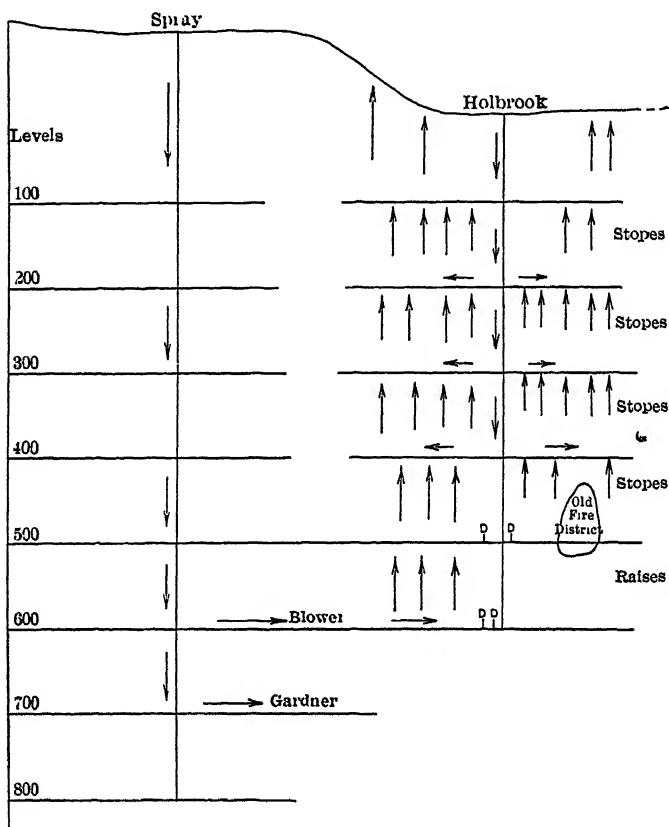 Spray
Holbrook
Levels
100
Stopes
200
Stopes
300
Stopes
400
Stopes
Old
Fire
District
D D
500
Raises
D D
Blower
600
Gardner
700
800